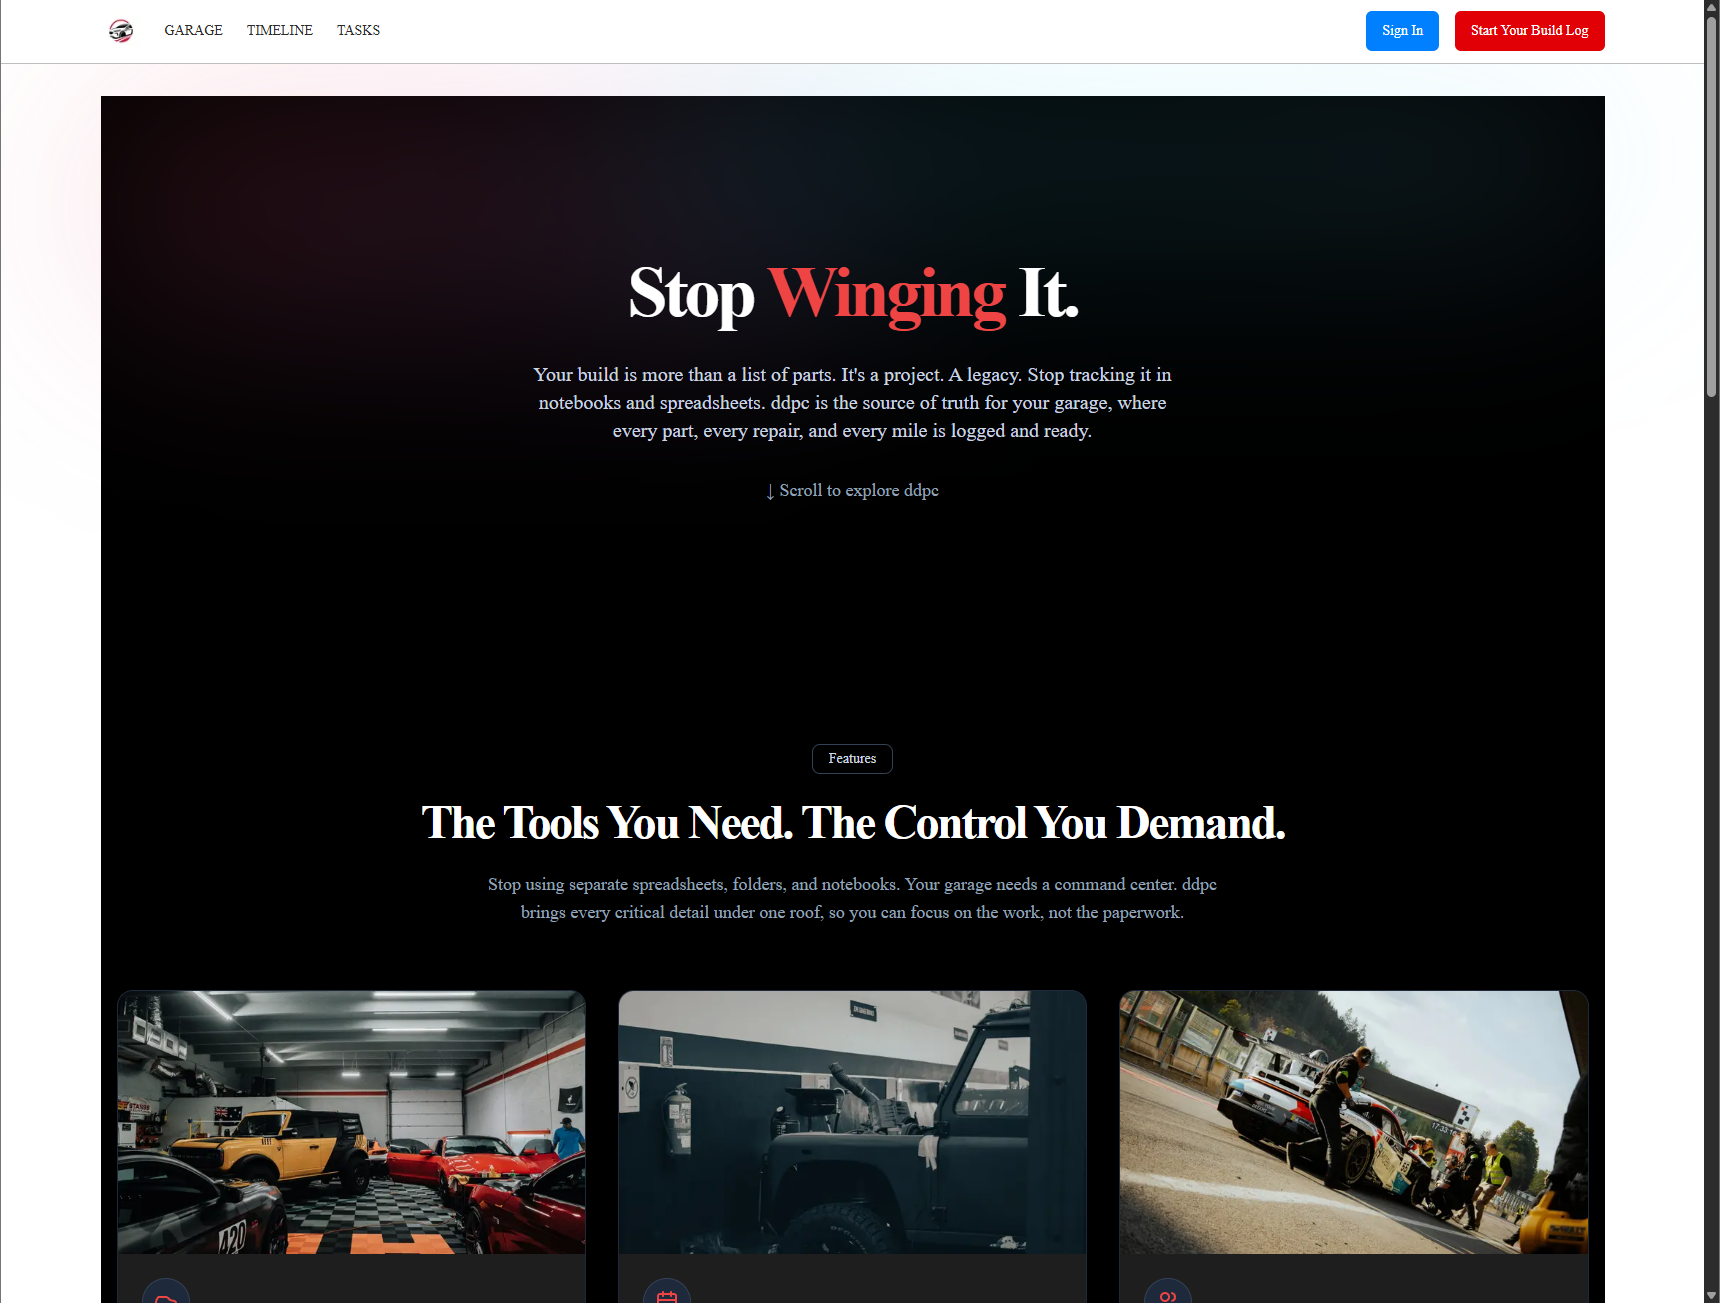 GARAGE TIMELINE TASKS
Sign In
Start Your Build Log
Stop Winging It.
Your build is more than a list of parts. It's a project. A legacy. Stop tracking it in
notebooks and spreadsheets. ddpc is the source of truth for your garage, where
every part, every repair, and every mile is logged and ready.
↓ Scroll to explore ddpc
Features
The Tools You Need. The Control You Demand.
Stop using separate spreadsheets, folders, and notebooks. Your garage needs a command center. ddpc
brings every critical detail under one roof, so you can focus on the work, not the paperwork.
420